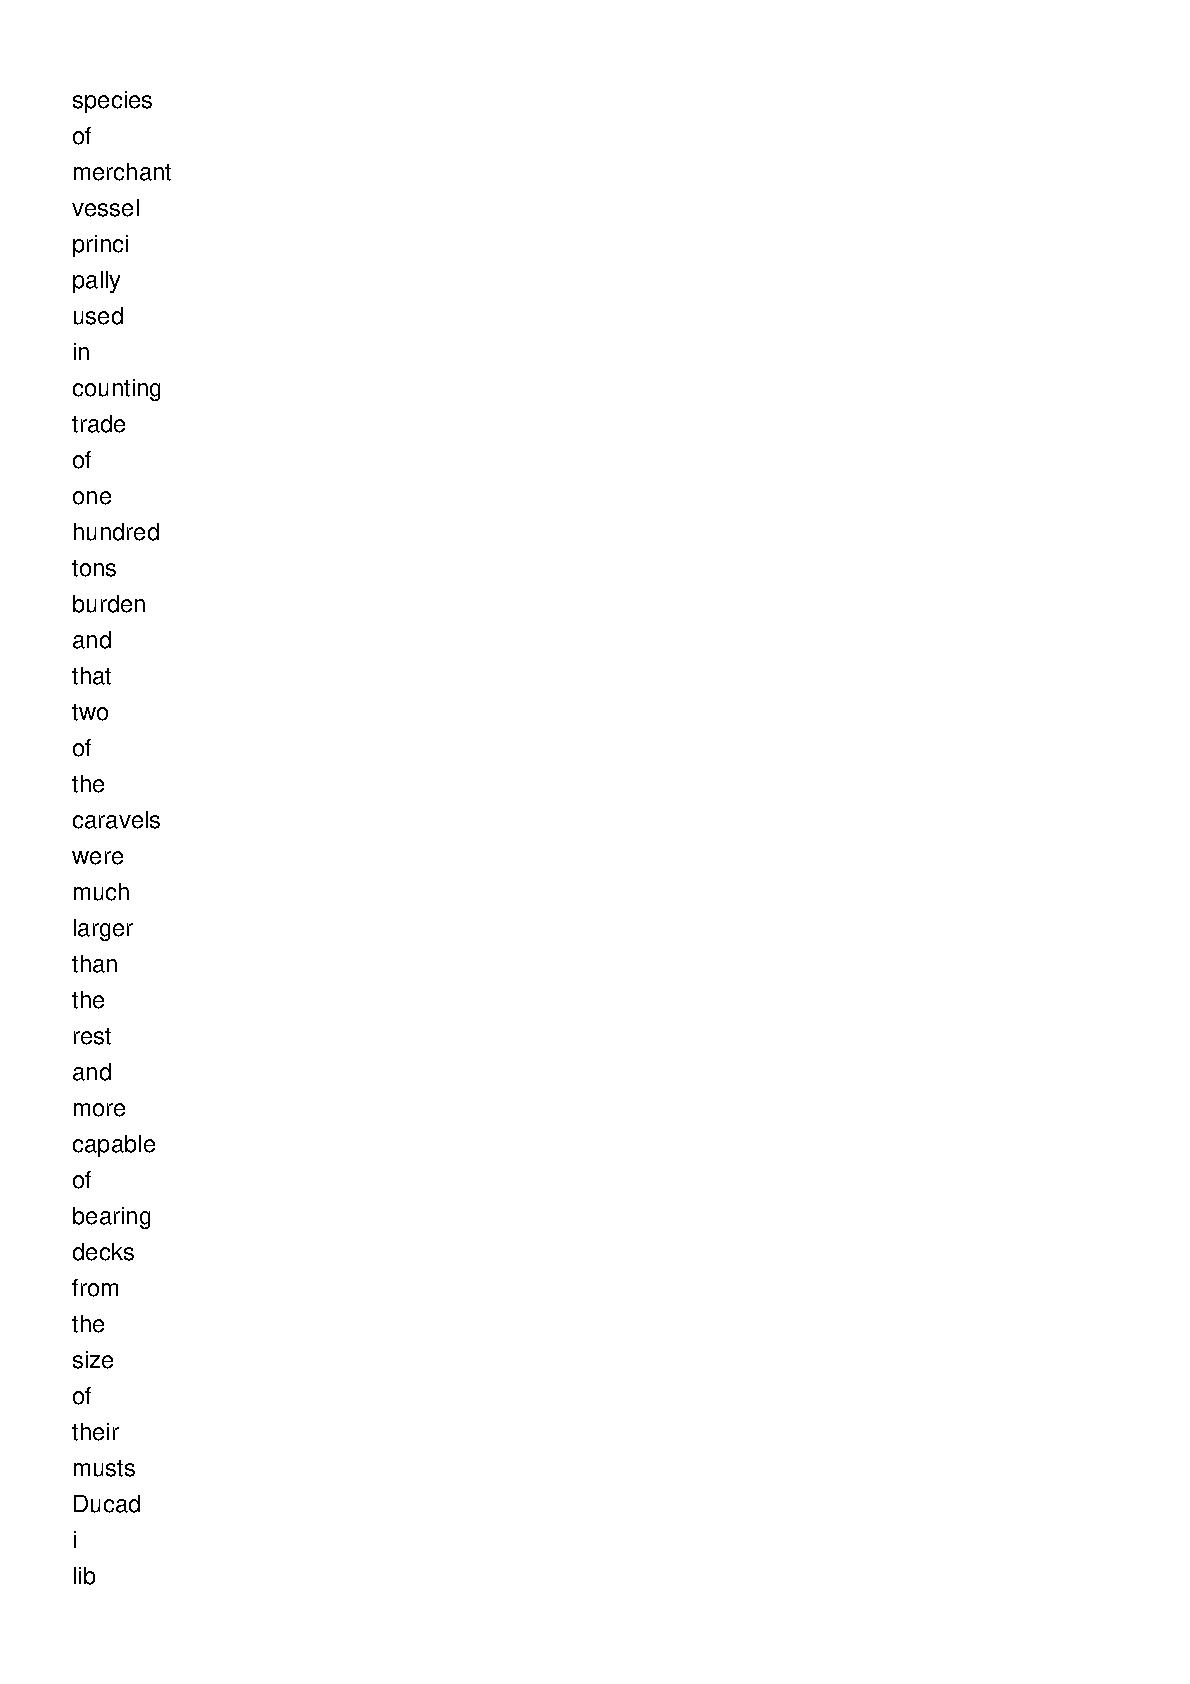 species
of
merchant
vessel
princi
pally
used
in
counting
trade
of
one
hundred
tons
burden
and
that
two
of
the
caravels
were
much
larger
than
the
rest
and
more
capable
of
bearing
decks
from
the
size
of
their
musts
Ducad
i
lib